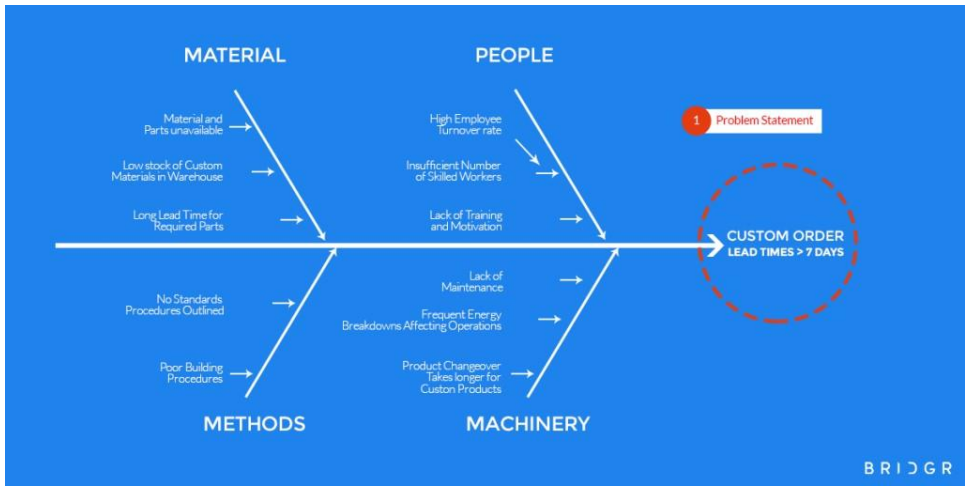 MATERIAL
PEOPLE
Material and
Parts unavailable
Low stock of Custom
Materials in Warehouse
Long Lead Time for
Required Parts
High Employee
Turnover rate
Insufficient Number
of Skilled Workers
Lack of Training
and Motivation
1 Problem Statement
CUSTOM ORDER
LEAD TIMES > 7 DAYS
No Standards
Procedures Outlined
Poor Building
Procedures
Lack of
Maintenance
Frequent Energy
Breakdowns Affecting Operations
Product Changeover
Takes longer for
Custon Products
METHODS
MACHINERY
BRIDGR